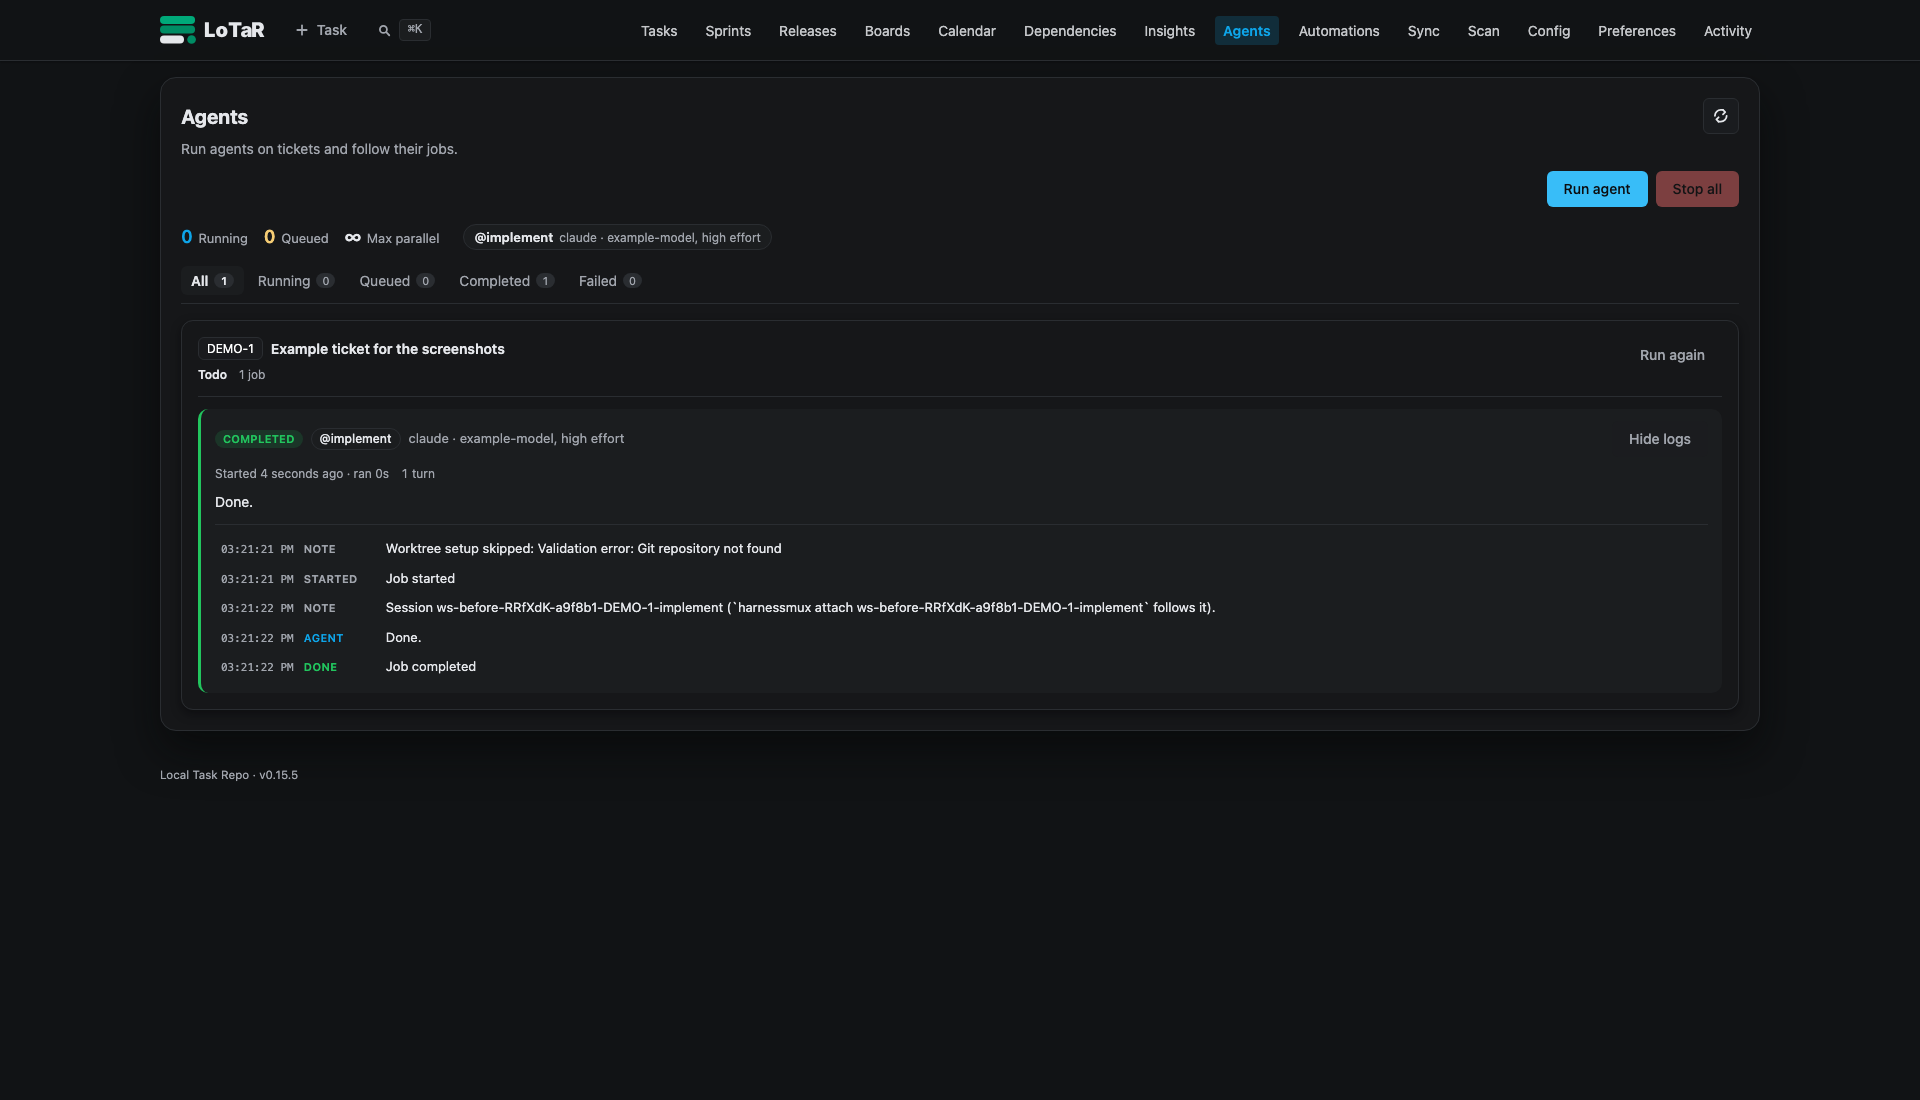 LoTaR
+ Task
⌘K
Tasks Sprints Releases Boards Calendar Dependencies Insights Agents Automations Sync Scan Config Preferences Activity
Agents
Run agents on tickets and follow their jobs.
Run agent Stop all
0 Running 0 Queued ∞ Max parallel @implement claude · example-model, high effort
All 1 Running 0 Queued 0 Completed 1 Failed 0
DEMO-1 Example ticket for the screenshots
Run again
Todo 1 job
COMPLETED @implement claude · example-model, high effort Hide logs
Started 4 seconds ago · ran 0s 1 turn
Done.
03:21:21 PM NOTE Worktree setup skipped: Validation error: Git repository not found
03:21:21 PM STARTED Job started
03:21:22 PM NOTE Session ws-before-RRfXdK-a9f8b1-DEMO-1-implement (`harnessmux attach ws-before-RRfXdK-a9f8b1-DEMO-1-implement` follows it).
03:21:22 PM AGENT Done.
03:21:22 PM DONE Job completed
Local Task Repo · v0.15.5